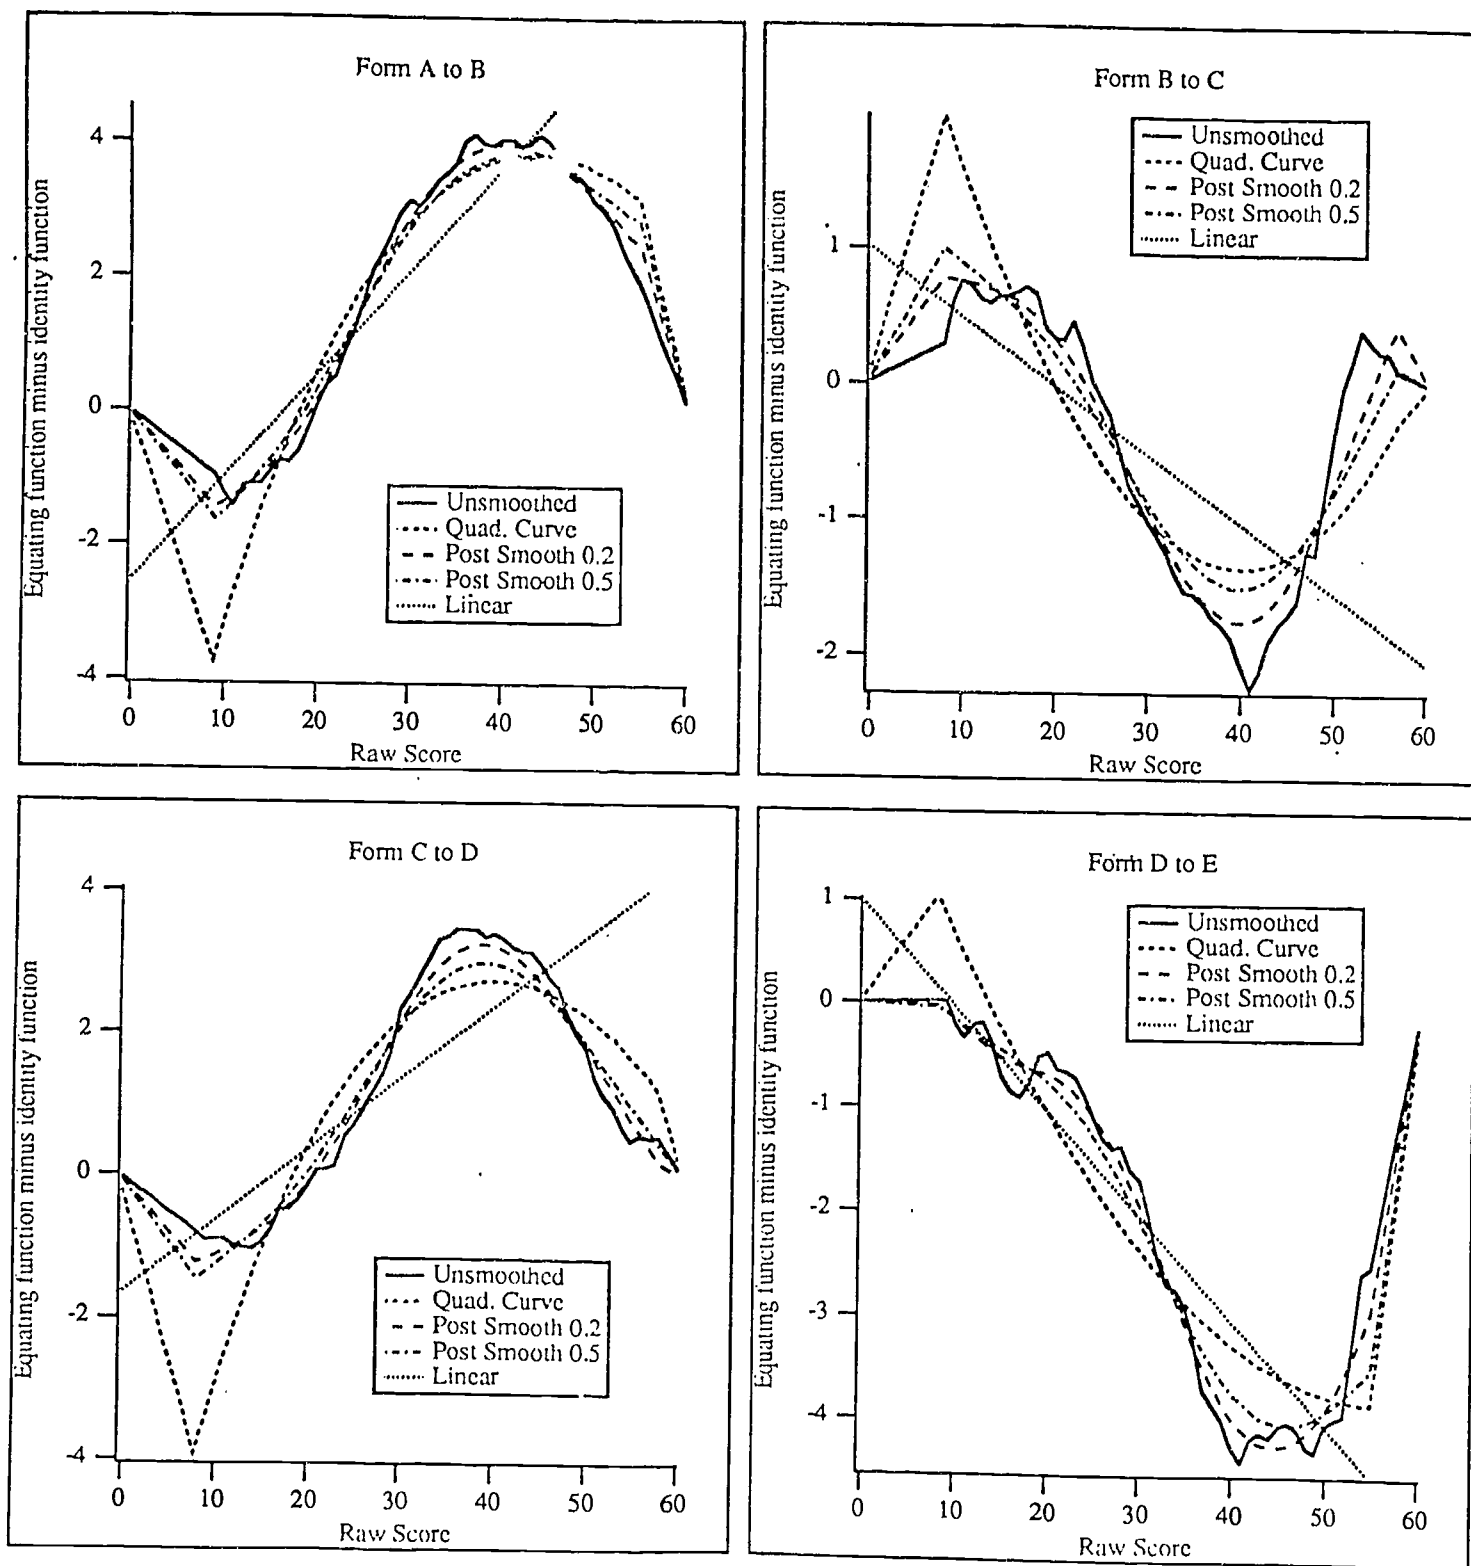 Form A to B
Equating function minus identity function
4
2
0
-2
-4
Unsmoothed
Quad. Curve
Post Smooth 0.2
Post Smooth 0.5
Linear
0 10 20 30 40 50 60
Raw Score
Form B to C
Equating function minus identity function
1
0
-1
-2
Unsmoothed
Quad. Curve
Post Smooth 0.2
Post Smooth 0.5
Linear
0 10 20 30 40 50 60
Raw Score
Form C to D
Equating function minus identity function
4
2
0
-2
-4
Unsmoothed
Quad. Curve
Post Smooth 0.2
Post Smooth 0.5
Linear
0 10 20 30 40 50 60
Raw Score
Form D to E
Equating function minus identity function
1
0
-1
-2
-3
-4
Unsmoothed
Quad. Curve
Post Smooth 0.2
Post Smooth 0.5
Linear
0 10 20 30 40 50 60
Raw Score